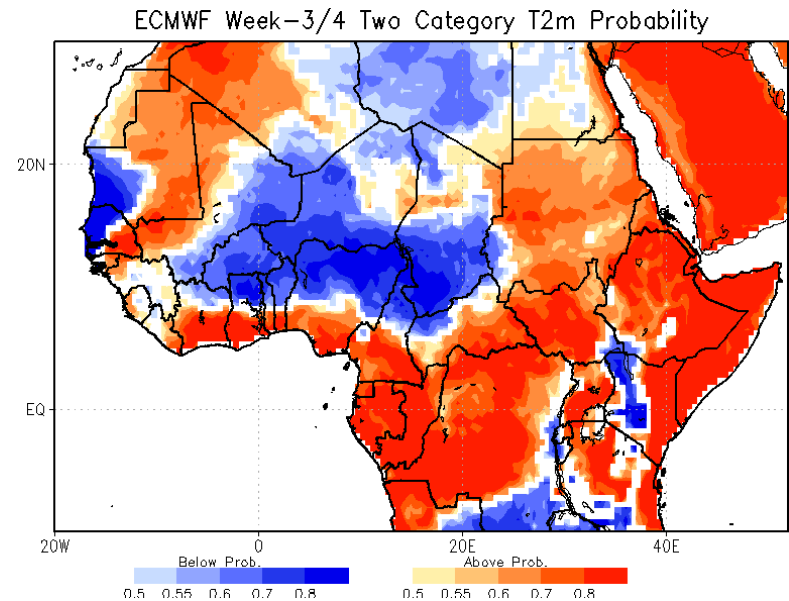 ECMWF Week-3/4 Two Category T2m Probability
20N
EQ
20W 0 20E 40E
Below Prob. Above Prob.
0.5 0.55 0.6 0.7 0.8 0.5 0.55 0.6 0.7 0.8